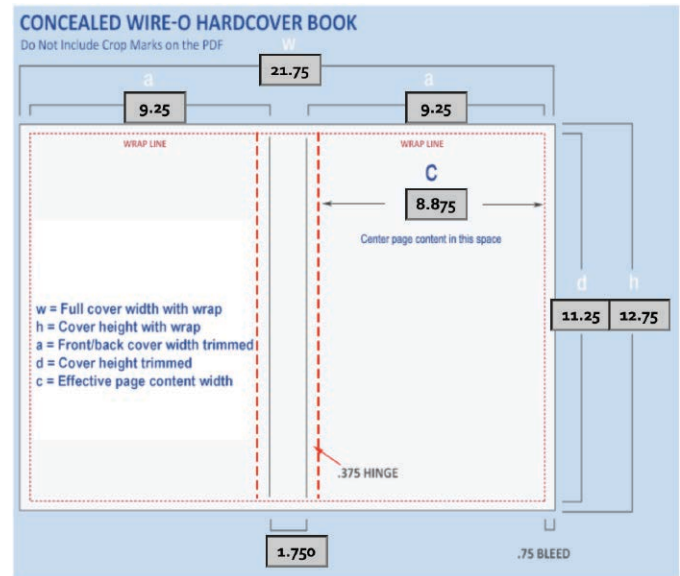 CONCEALED WIRE-O HARDCOVER BOOK
Do Not Include Crop Marks on the PDF
w
21.75
a
a
9.25
9.25
WRAP LINE
WRAP LINE
C
8.875
Center page content in this space
d
h
11.25
12.75
w = Full cover width with wrap
h = Cover height with wrap
a = Front/back cover width trimmed
d = Cover height trimmed
c = Effective page content width
.375 HINGE
1.750
.75 BLEED